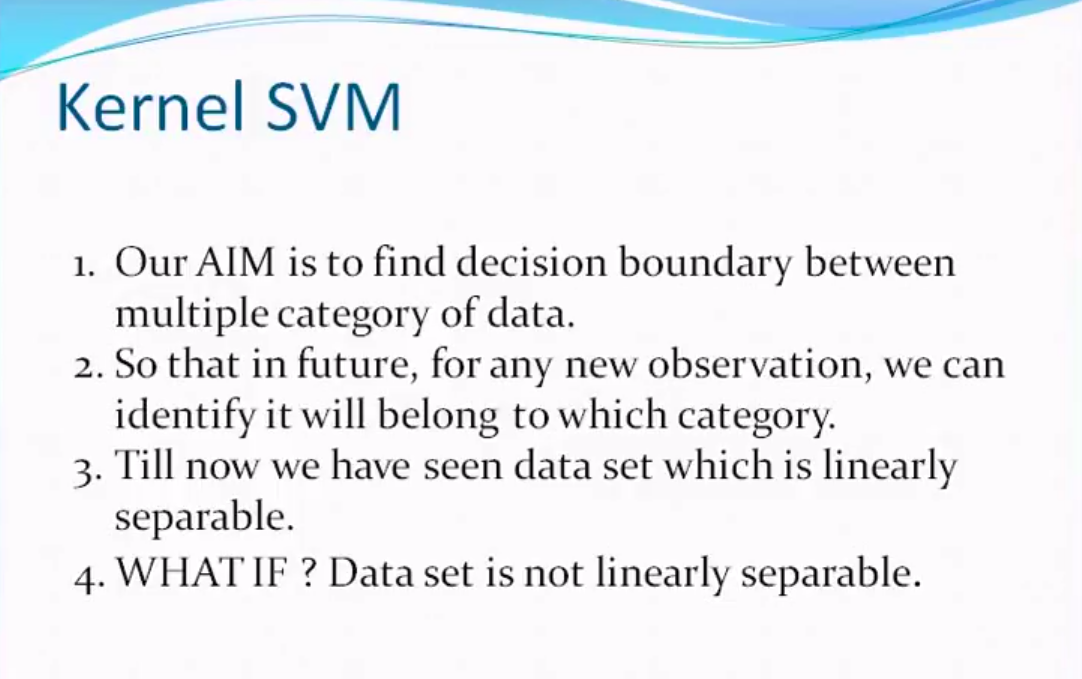 Kernel SVM
1. Our AIM is to find decision boundary between
multiple category of data.
2. So that in future, for any new observation, we can
identify it will belong to which category.
3. Till now we have seen data set which is linearly
separable.
4. WHAT IF ? Data set is not linearly separable.